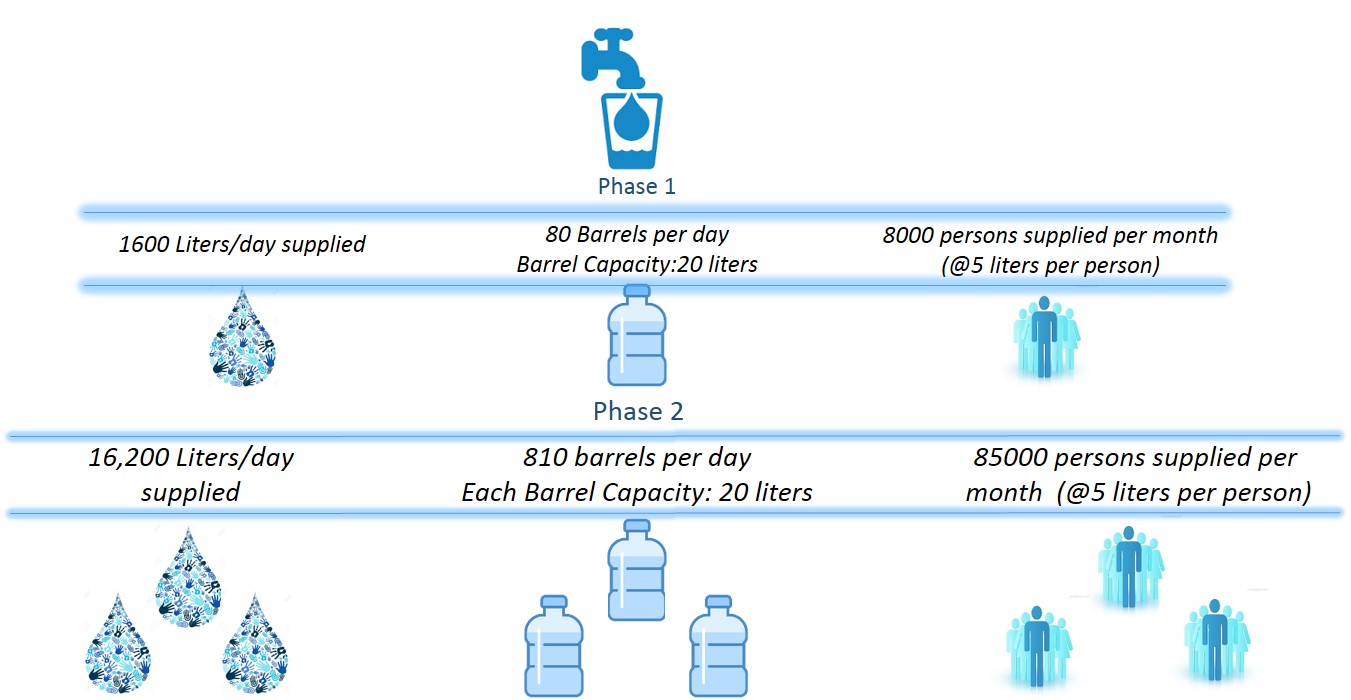 Phase 1
1600 Liters/day supplied
80 Barrels per day
Barrel Capacity:20 liters
8000 persons supplied per month
(@5 liters per person)
Phase 2
16,200 Liters/day
supplied
810 barrels per day
Each Barrel Capacity: 20 liters
85000 persons supplied per
month  (@5 liters per person)